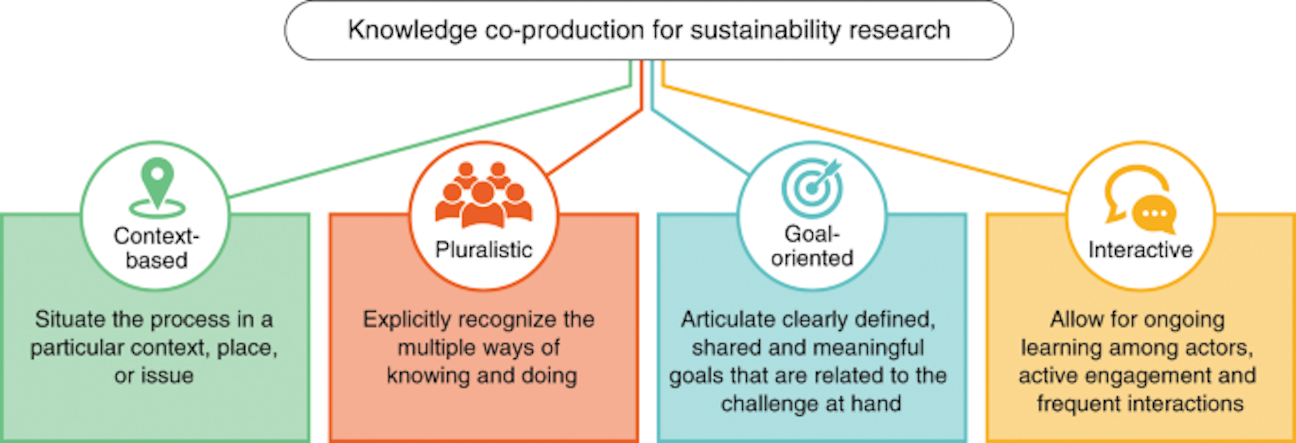 Knowledge co-production for sustainability research
Context-
based
Situate the process in a
particular context, place,
or issue
Pluralistic
Explicitly recognize the
multiple ways of
knowing and doing
Goal-
oriented
Articulate clearly defined,
shared and meaningful
goals that are related to the
challenge at hand
Interactive
Allow for ongoing
learning among actors,
active engagement and
frequent interactions